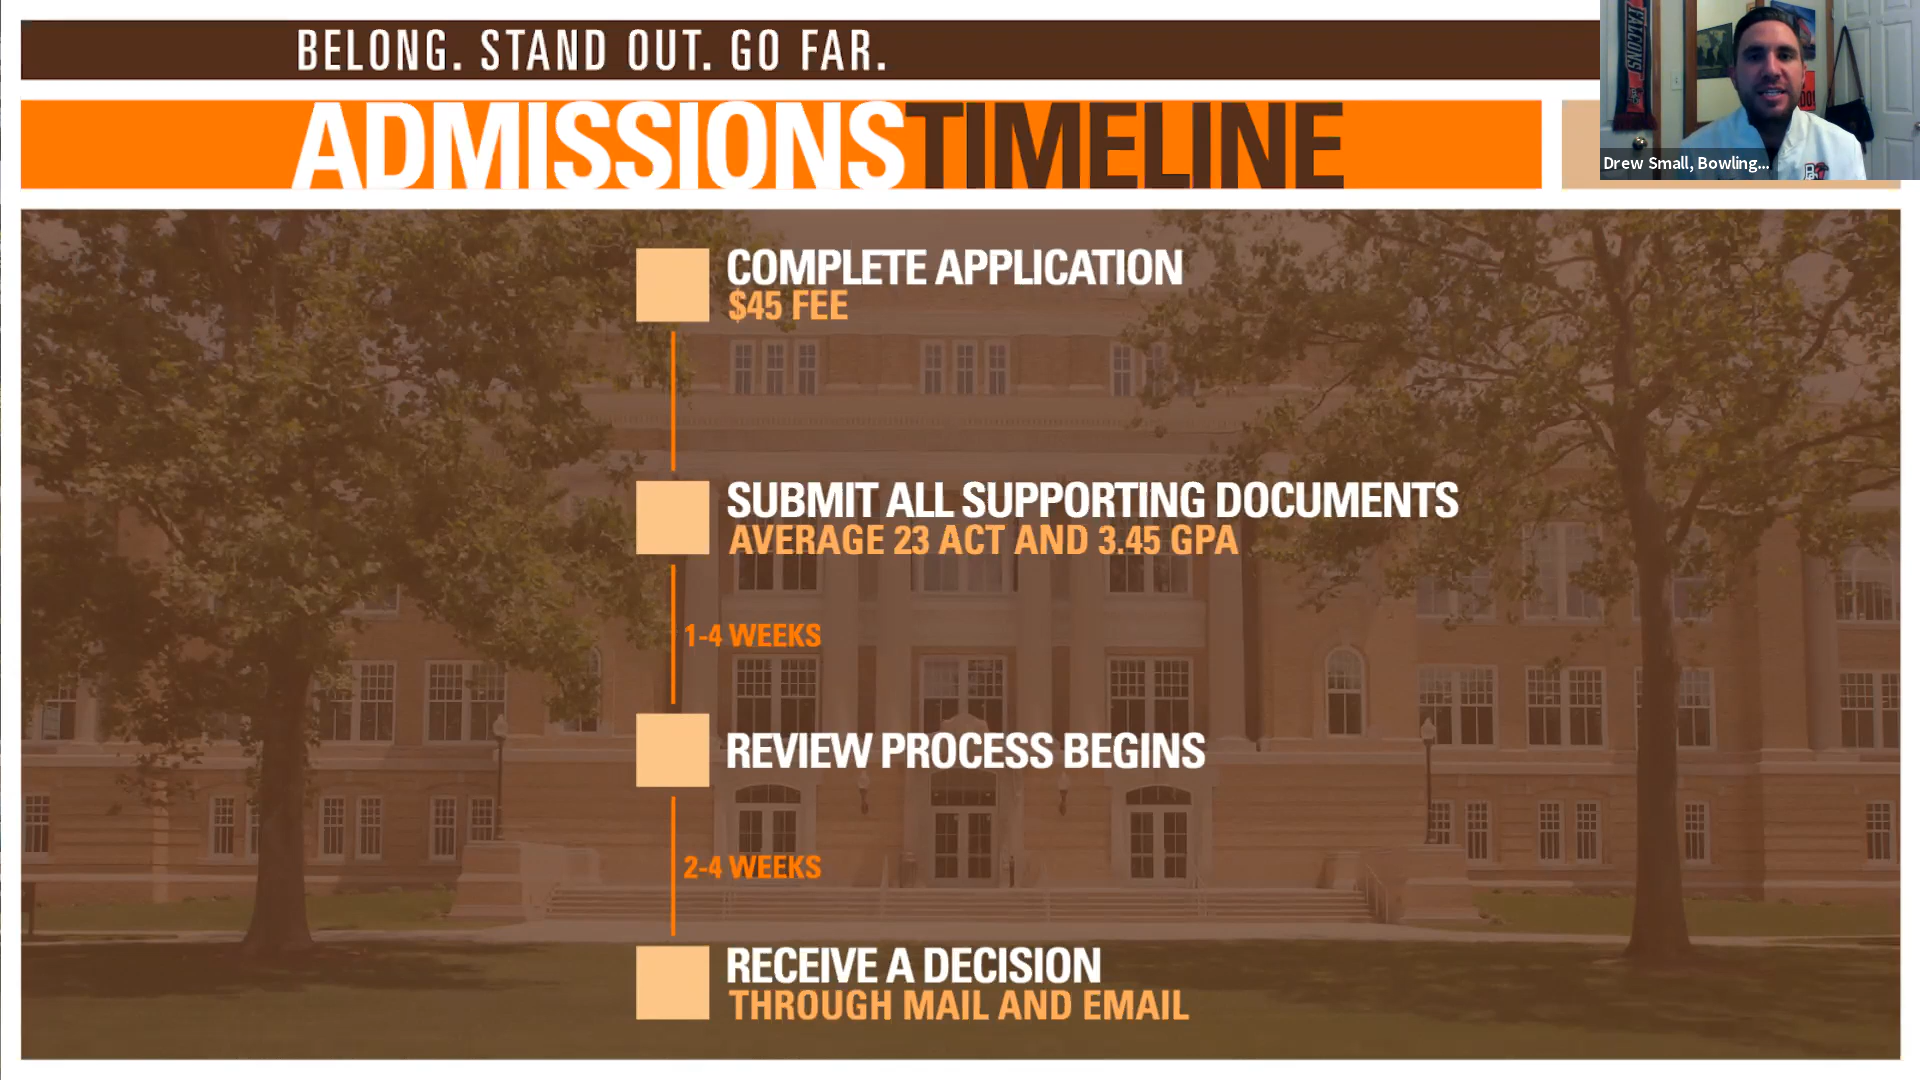 BELONG. STAND OUT. GO FAR.
ADMISSIONSTIMELINE
FALCONS
Drew Small, Bowling...
COMPLETE APPLICATION
$45 FEE
SUBMIT ALL SUPPORTING DOCUMENTS
AVERAGE 23 ACT AND 3.45 GPA
1-4 WEEKS
REVIEW PROCESS BEGINS
2-4 WEEKS
RECEIVE A DECISION
THROUGH MAIL AND EMAIL